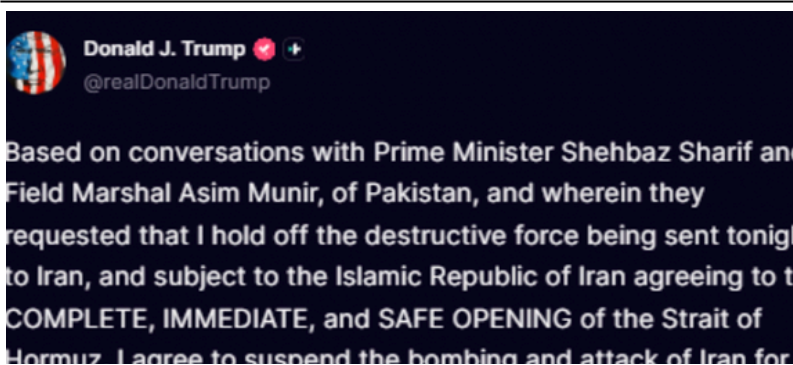 Donald J. Trump
@realDonaldTrump
Based on conversations with Prime Minister Shehbaz Sharif an
Field Marshal Asim Munir, of Pakistan, and wherein they
requested that I hold off the destructive force being sent tonigh
to Iran, and subject to the Islamic Republic of Iran agreeing to t
COMPLETE, IMMEDIATE, and SAFE OPENING of the Strait of
Hormuz, I agree to suspend the bombing and attack of Iran for